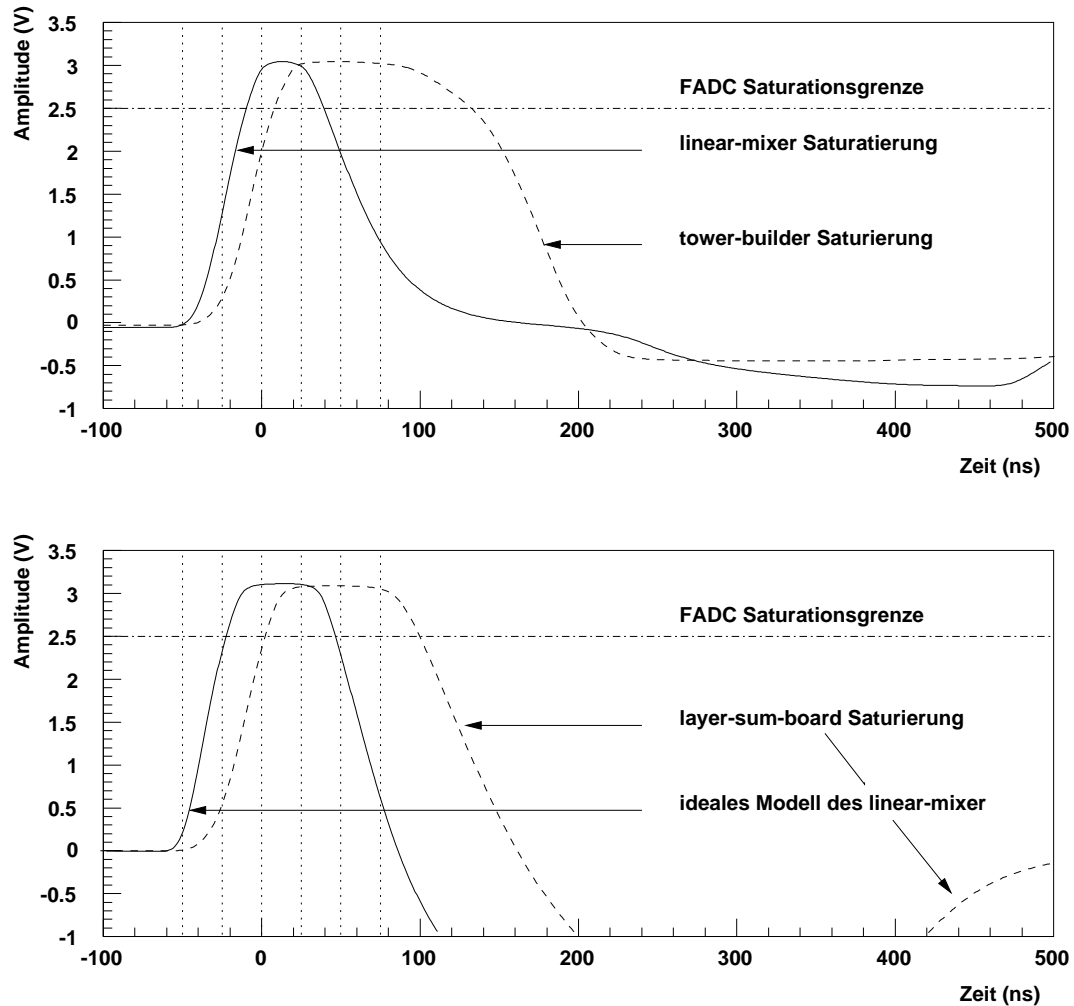 Amplitude (V)
3.5
3
2.5
2
1.5
1
0.5
0
-0.5
-1
FADC Saturationsgrenze
linear-mixer Saturatierung
tower-builder Saturierung
-100 0 100 200 300 400 500
Zeit (ns)
Amplitude (V)
3.5
3
2.5
2
1.5
1
0.5
0
-0.5
-1
FADC Saturationsgrenze
layer-sum-board Saturierung
ideales Modell des linear-mixer
-100 0 100 200 300 400 500
Zeit (ns)